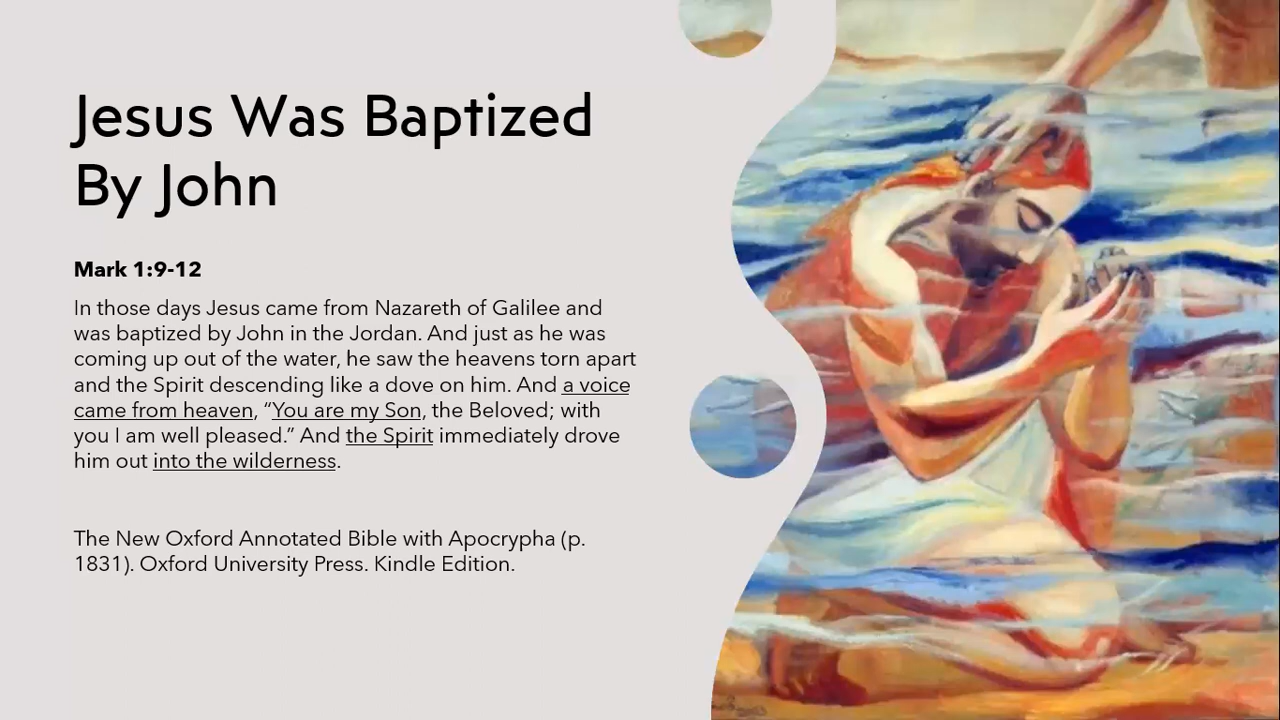 Jesus Was Baptized
By John
Mark 1:9-12
In those days Jesus came from Nazareth of Galilee and
was baptized by John in the Jordan. And just as he was
coming up out of the water, he saw the heavens torn apart
and the Spirit descending like a dove on him. And a voice
came from heaven, “You are my Son, the Beloved; with
you I am well pleased.” And the Spirit immediately drove
him out into the wilderness.
The New Oxford Annotated Bible with Apocrypha (p.
1831). Oxford University Press. Kindle Edition.